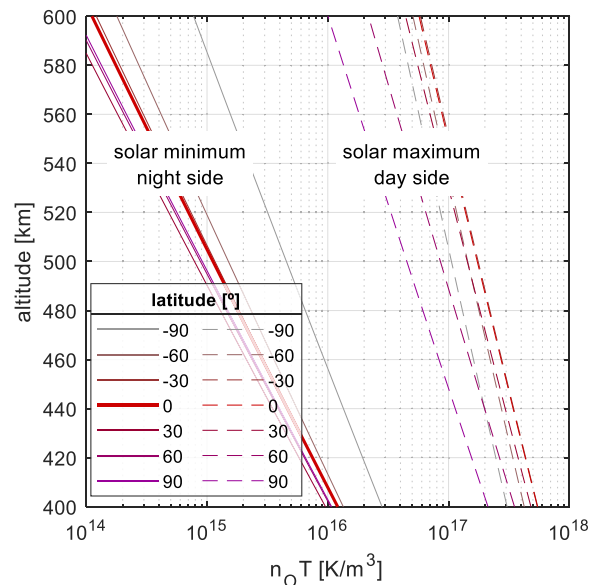 600
580
560
540
520
500
480
460
440
420
400
altitude [km]
solar minimum
night side
solar maximum
day side
latitude [º]
-90 -90
-60 -60
-30 -30
0 0
30 30
60 60
90 90
10^14 10^15 10^16 10^17 10^18
n_O T [K/m^3]